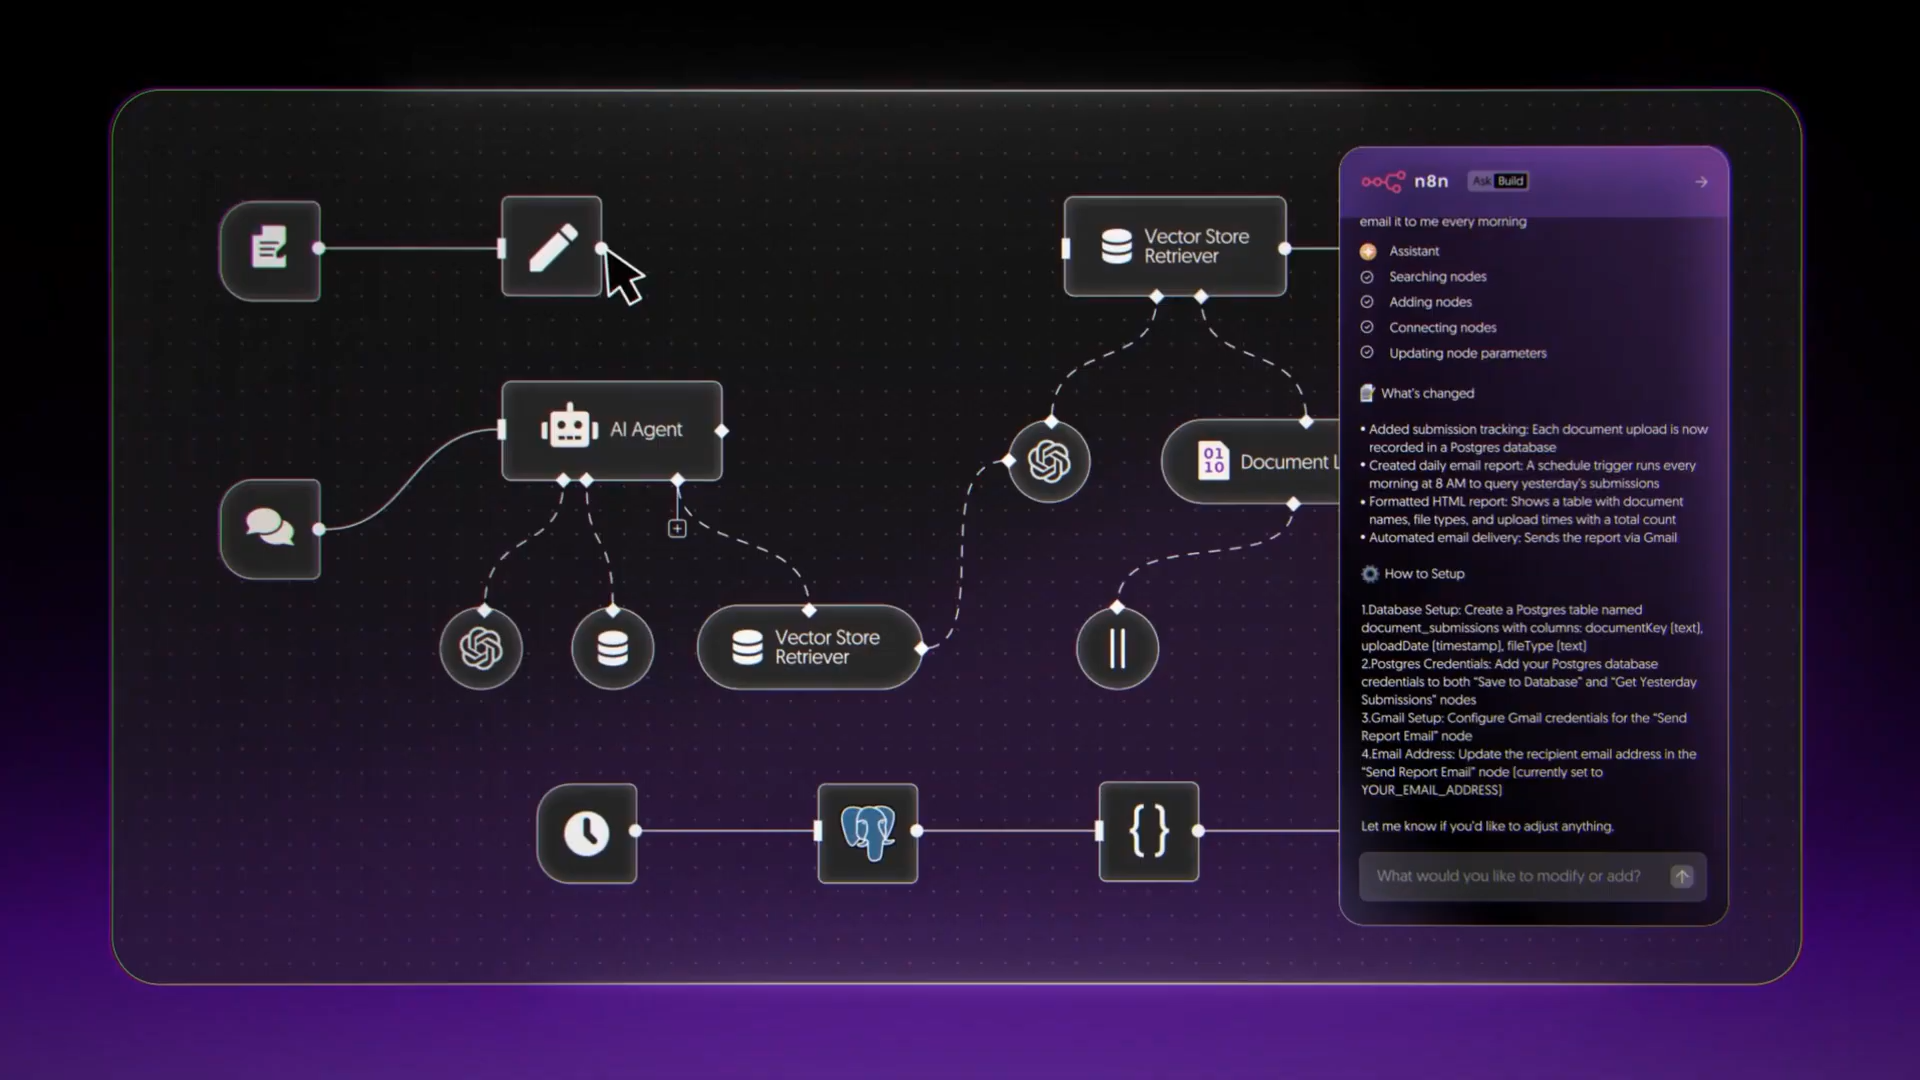 Vector Store
Retriever
AI Agent
Document L
01
10
Vector Store
Retriever
n8n
Ask Build
email it to me every morning
Assistant
Searching nodes
Adding nodes
Connecting nodes
Updating node parameters
What's changed
• Added submission tracking: Each document upload is now
recorded in a Postgres database
• Created daily email report: A schedule trigger runs every
morning at 8 AM to query yesterday's submissions
• Formatted HTML report: Shows a table with document
names, file types, and upload times with a total count
• Automated email delivery: Sends the report via Gmail
How to Setup
1.Database Setup: Create a Postgres table named
document_submissions with columns: documentKey (text),
uploadDate (timestamp), fileType (text)
2.Postgres Credentials: Add your Postgres database
credentials to both "Save to Database" and "Get Yesterday
Submissions" nodes
3.Gmail Setup: Configure Gmail credentials for the "Send
Report Email" node
4.Email Address: Update the recipient email address in the
"Send Report Email" node (currently set to
YOUR_EMAIL_ADDRESS)
Let me know if you'd like to adjust anything.
What would you like to modify or add?